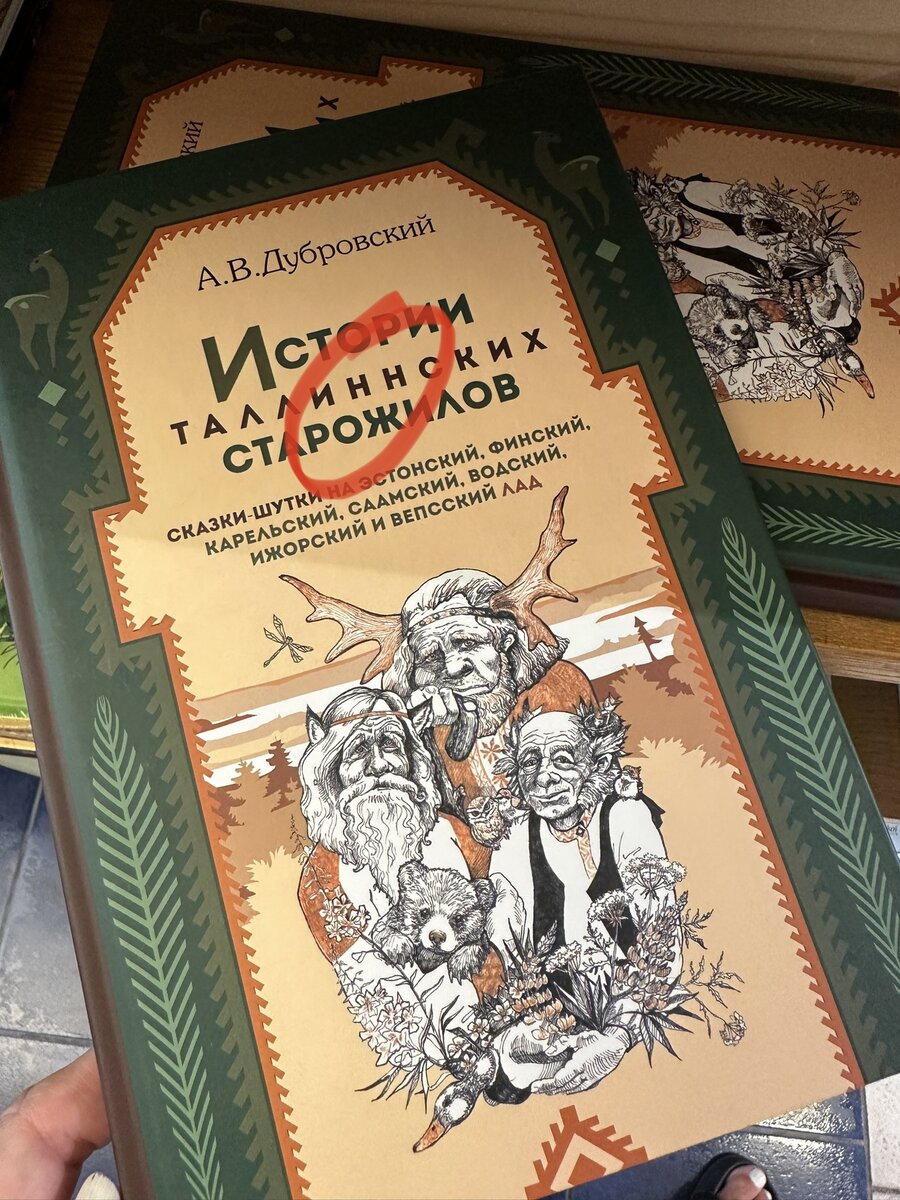 А.В.Дубровский
ИСТОРИИ
ТАЛЛИННСКИХ
СТАРОЖИЛОВ
СКАЗКИ-ШУТКИ НА ЭСТОНСКИЙ, ФИНСКИЙ,
КАРЕЛЬСКИЙ, СААМСКИЙ, ВОДСКИЙ,
ИЖОРСКИЙ И ВЕПССКИЙ ЛАД